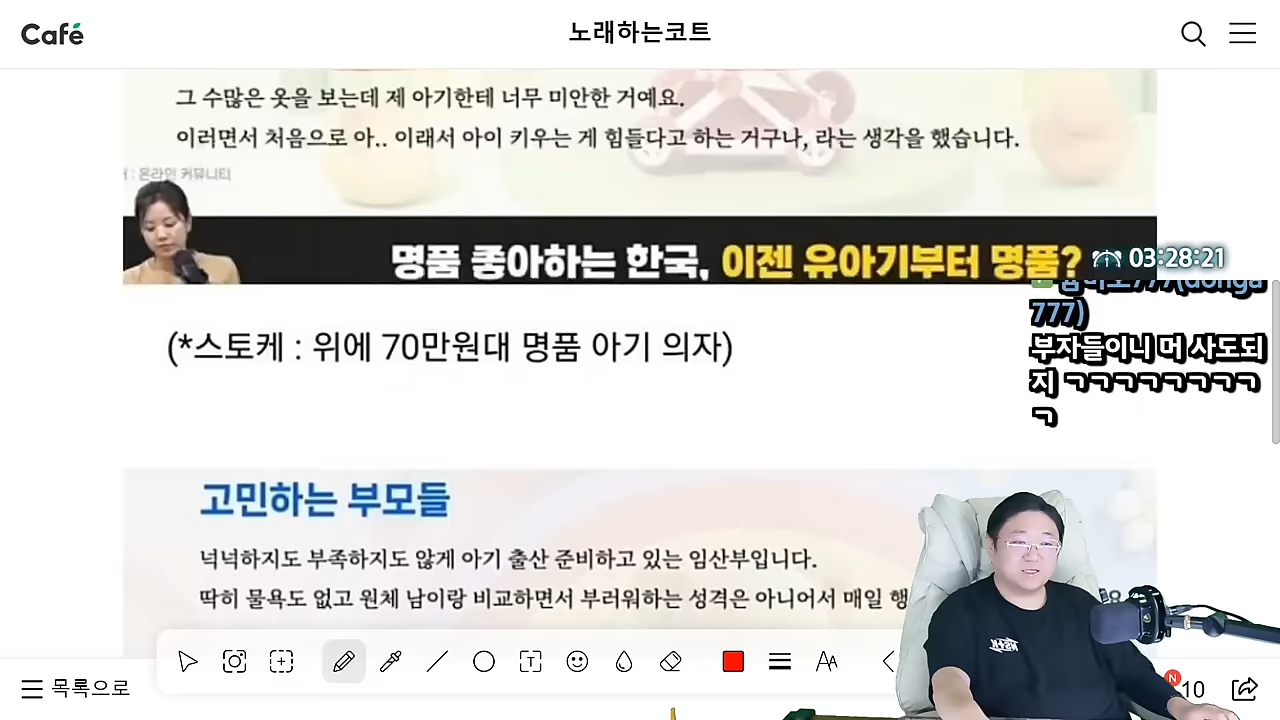 Café
노래하는코트
그 수많은 옷을 보는데 제 아기한테 너무 미안한 거예요.
이러면서 처음으로 아.. 이래서 아이 키우는 게 힘들다고 하는 거구나, 라는 생각을 했습니다.
: 온라인 커뮤니티
명품 좋아하는 한국, 이젠 유아기부터 명품?
03:28:21
777)
부자들이니 머 사도되
지 ㄱㄱㄱㄱㄱㄱㄱㄱ
ㄱ
(*스토케 : 위에 70만원대 명품 아기 의자)
고민하는 부모들
넉넉하지도 부족하지도 않게 아기 출산 준비하고 있는 임산부입니다.
딱히 물욕도 없고 원체 남이랑 비교하면서 부러워하는 성격은 아니어서 매일 행
목록으로
N
10